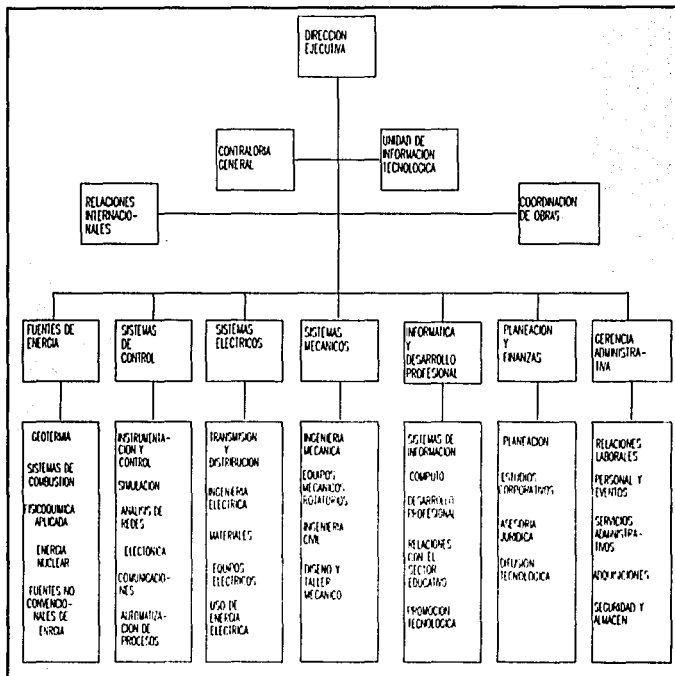 DIRECCION
EJECUTIVA
CONTRALORIA
GENERAL
UNIDAD DE
INFORMACION
TECNOLOGICA
RELACIONES
INTERNACIO-
NALES
COORDINACION
DE OBRAS
FUENTES DE
ENERGIA
SISTEMAS
DE
CONTROL
SISTEMAS
ELECTRICOS
SISTEMAS
MECANICOS
INFORMATICA
Y
DESARROLLO
PROFESIONAL
PLANEACION
Y
FINANZAS
GERENCIA
ADMINISTRA-
TIVA
GEOTERMIA
SISTEMAS DE
COMBUSTION
FISICOQUIMICA
APLICADA
ENERGIA
NUCLEAR
FUENTES NO
CONVENCIO-
NALES DE
ENRGIA
INSTRUMENTA-
CION Y
CONTROL
SIMULACION
ANALISIS DE
REDES
ELECTONICA
COMUNICACIO-
NES
AUTOMATIZA-
CION DE
PROCESOS
TRANSMISION
Y
DISTRIBUCION
INGENIERIA
ELECTRICA
MATERIALES
EQUIPOS
ELECTRICOS
USO DE
ENERGIA
ELECTRICA
INGENIERIA
MECANICA
EQUIPOS
MECANICOS
ROTATORIOS
INGENIERIA
CIVIL
DISENO Y
TALLER
MECANICO
SISTEMAS DE
INFORMACION
COMPUTO
DESARROLLO
PROFESIONAL
RELACIONES
CON EL
SECTOR
EDUCATIVO
PROMOCION
TECNOLOGICA
PLANEACION
ESTUDIOS
CORPORATIVOS
ASESORIA
JURIDICA
DIFUSION
TECNOLOGICA
RELACIONES
LABORALES
PERSONAL Y
EVENTOS
SERVICIOS
ADMINISTRA-
TIVOS
ADQUISICIONES
SEGURIDAD Y
ALMACEN